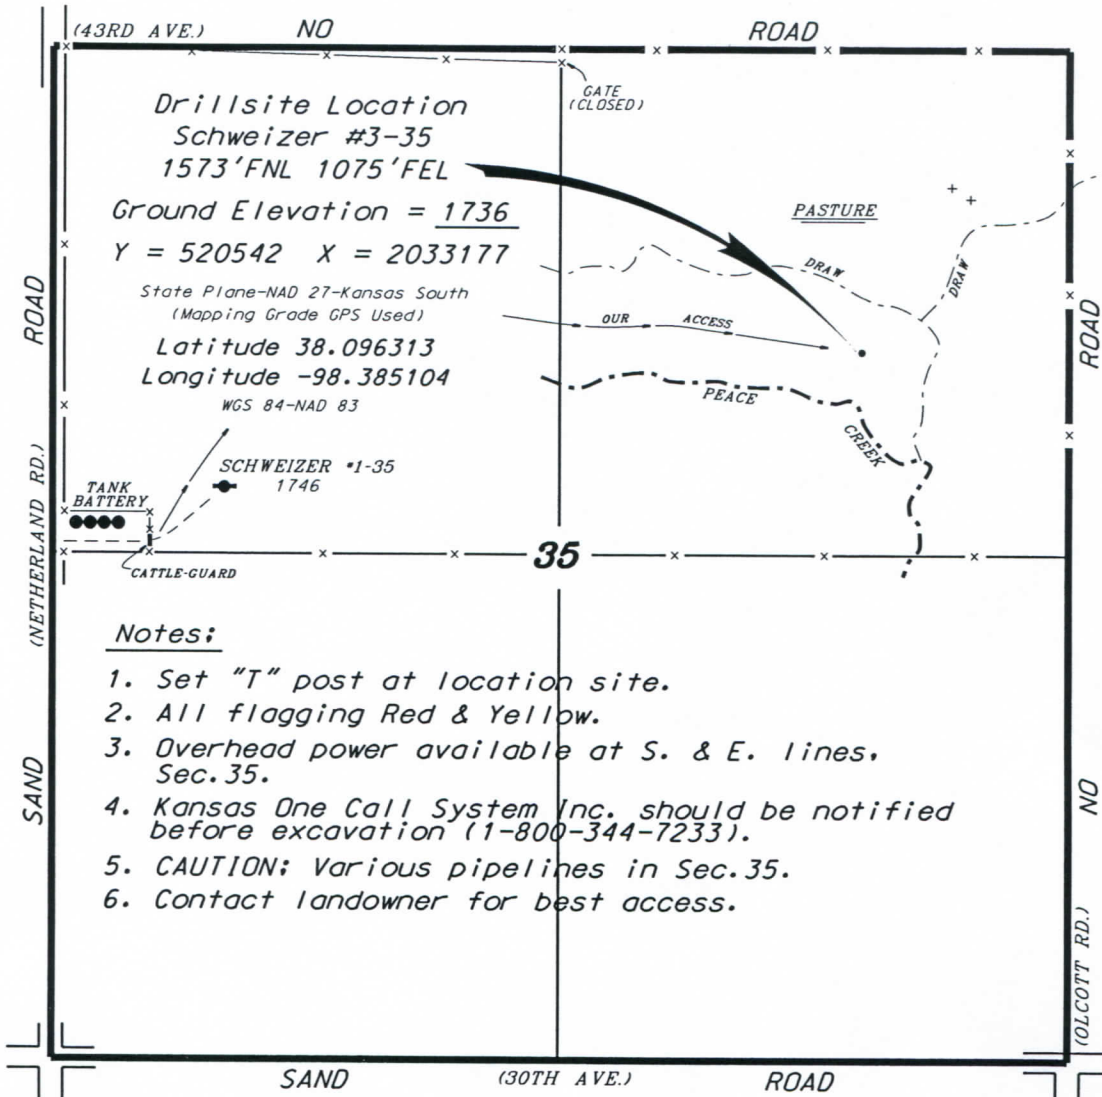 (43RD AVE.) NO ROAD
GATE
(CLOSED)
Drillsite Location
Schweizer #3-35
1573'FNL 1075'FEL
Ground Elevation = 1736
Y = 520542 X = 2033177
State Plane-NAD 27-Kansas South
(Mapping Grade GPS Used)
Latitude 38.096313
Longitude -98.385104
WGS 84-NAD 83
PASTURE
DRAW
DRAW
OUR ACCESS
PEACE
CREEK
SCHWEIZER #1-35
1746
TANK
BATTERY
CATTLE-GUARD
35
ROAD
(NETHERLAND RD.)
SAND
ROAD
NO
(OLCOTT RD.)
Notes:
1. Set "T" post at location site.
2. All flagging Red & Yellow.
3. Overhead power available at S. & E. lines,
Sec.35.
4. Kansas One Call System Inc. should be notified
before excavation (1-800-344-7233).
5. CAUTION: Various pipelines in Sec.35.
6. Contact landowner for best access.
SAND (30TH AVE.) ROAD